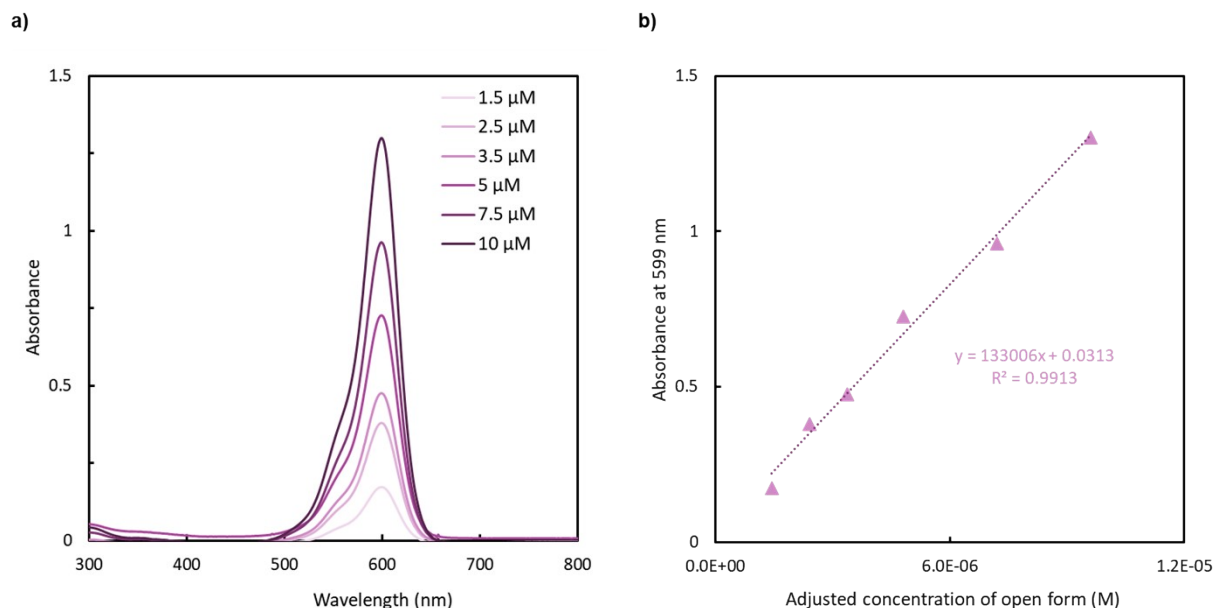 a)
1.5
1
0.5
0
Absorbance
300
400
500
600
700
800
Wavelength (nm)
1.5 µM
2.5 µM
3.5 µM
5 µM
7.5 µM
10 µM
b)
1.5
1
0.5
0
Absorbance at 599 nm
y = 133006x + 0.0313
R² = 0.9913
0.0E+00
6.0E-06
1.2E-05
Adjusted concentration of open form (M)